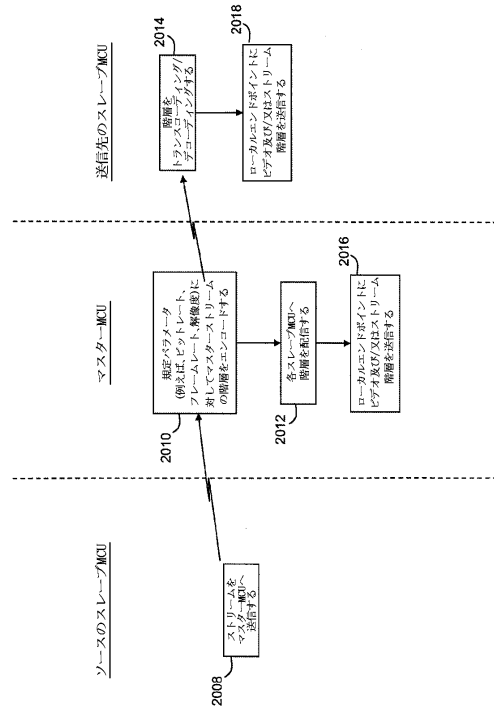 ソースのスレーブMCU
ストリームを
マスターMCUへ
送信する
2008
マスターMCU
規定パラメータ
(例えば、ビットレート、
フレームレート、解像度)に
対してマスターストリーム
の階層をエンコードする
2010
各スレーブMCUへ
階層を配信する
2012
ローカルエンドポイントに
ビデオ及び/又はストリーム
階層を送信する
2016
送信先のスレーブMCU
階層を
トランスコーディング/
デコーディングする
2014
ローカルエンドポイントに
ビデオ及び/又はストリーム
階層を送信する
2018